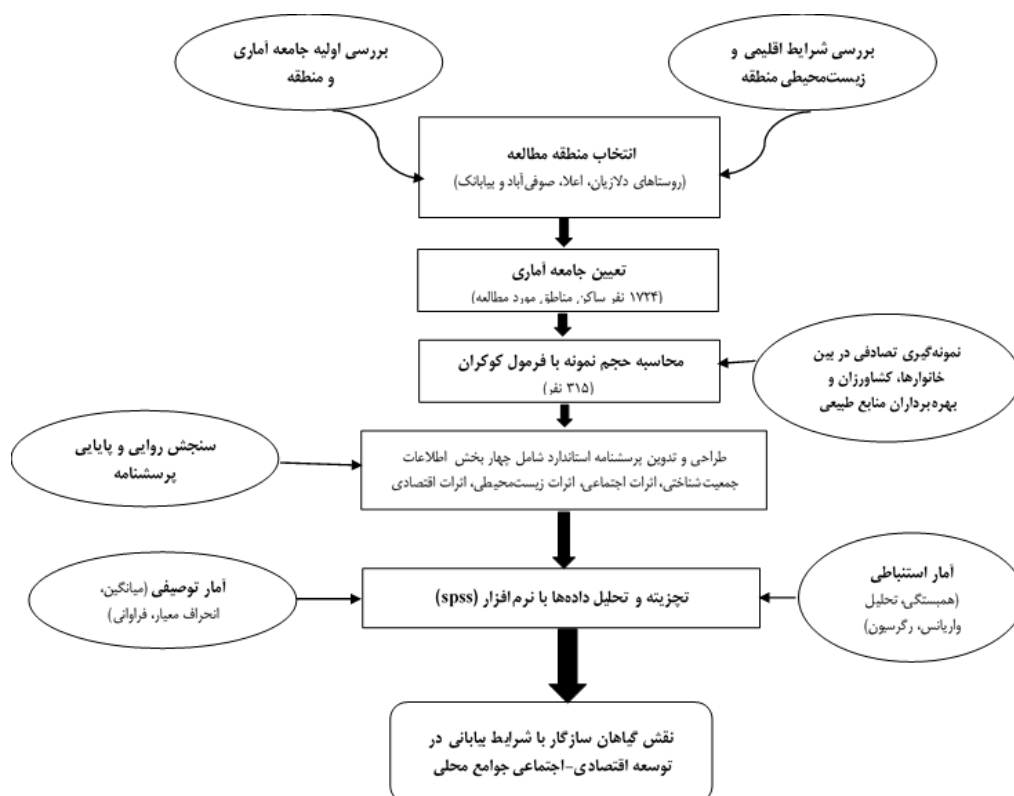 بررسی اولیه جامعه آماری
و منطقه
بررسی شرایط اقلیمی و
زیست‌محیطی منطقه
انتخاب منطقه مطالعه
(روستاهای دلازیان، اعلا، صوفی‌آباد و بیابانک)
تعیین جامعه آماری
(۱۷۲۴ نفر ساکن مناطق مورد مطالعه)
محاسبه حجم نمونه با فرمول کوکران
(۳۱۵ نفر)
نمونه‌گیری تصادفی در بین
خانوارها، کشاورزان و
بهره‌برداران منابع طبیعی
سنجش روایی و پایایی
پرسشنامه
طراحی و تدوین پرسشنامه استاندارد شامل چهار بخش اطلاعات
جمعیت‌شناختی، اثرات اجتماعی، اثرات زیست‌محیطی، اثرات اقتصادی
آمار توصیفی (میانگین،
انحراف معیار، فراوانی)
تجزیته و تحلیل داده‌ها با نرم‌افزار (spss)
آمار استنباطی
(همبستگی، تحلیل
واریانس، رگرسیون)
نقش گیاهان سازگار با شرایط بیابانی در
توسعه اقتصادی-اجتماعی جوامع محلی